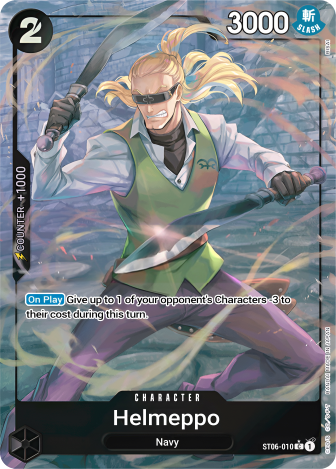 2
3000
斬
SLASH
COUNTER +1000
On Play Give up to 1 of your opponent's Characters -3 to
their cost during this turn.
CHARACTER
Helmeppo
Navy
ST06-010 C 1